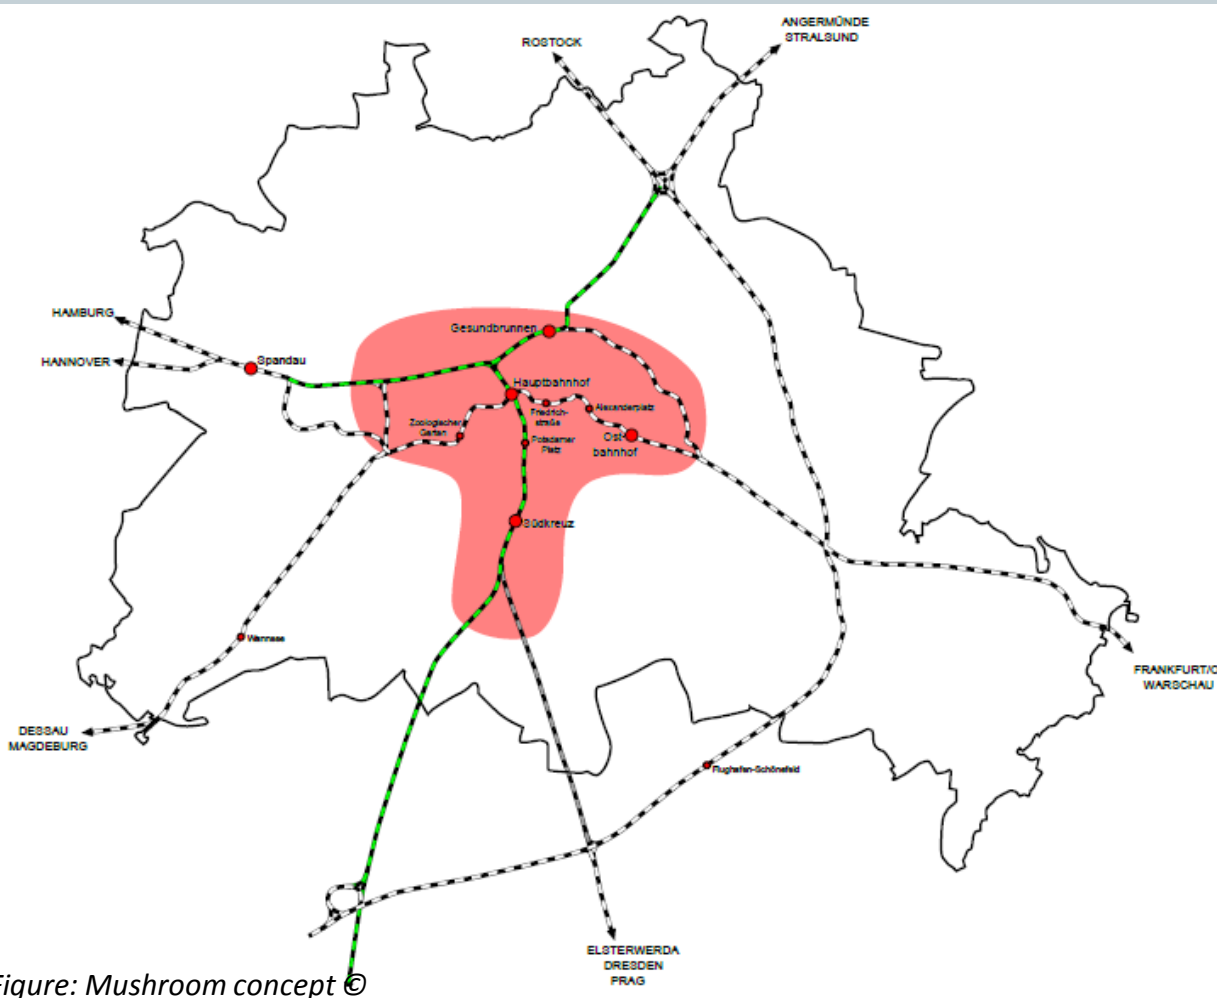 ANGERMÜNDE
STRALSUND
ROSTOCK
HAMBURG
HANNOVER
Spandau
Gesundbrunnen
Hauptbahnhof
Friedrich-
straße
Alexanderplatz
Zoologischer
Garten
Ost-
bahnhof
Potsdamer
Platz
Südkreuz
Wannsee
FRANKFURT/O
WARSCHAU
DESSAU
MAGDEBURG
Flughafen-Schönefeld
ELSTERWERDA
DRESDEN
PRAG
Figure: Mushroom concept ©